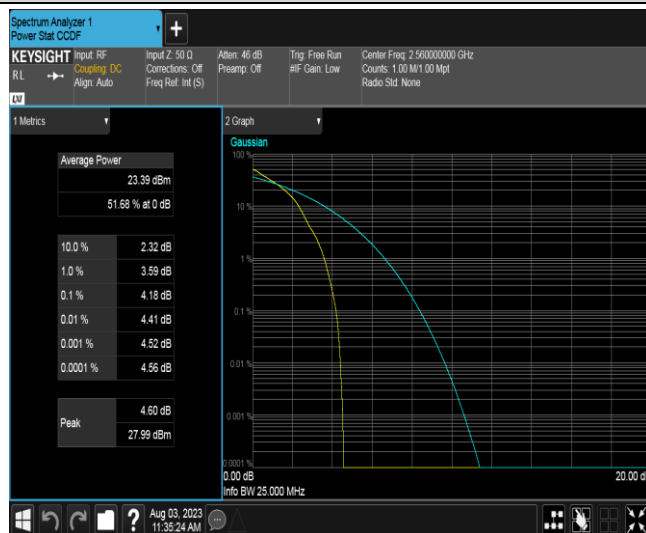 Spectrum Analyzer 1
Power Stat CCDF
+
KEYSIGHT
RL
LXI
Input: RF
Coupling: DC
Align: Auto
Input Z: 50 Ω
Corrections: Off
Freq Ref: Int (S)
Atten: 46 dB
Preamp: Off
Trig: Free Run
#IF Gain: Low
Center Freq: 2.560000000 GHz
Counts: 1.00 M/1.00 Mpt
Radio Std: None
1 Metrics
Average Power
23.39 dBm
51.68 % at 0 dB
10.0 % 2.32 dB
1.0 % 3.59 dB
0.1 % 4.18 dB
0.01 % 4.41 dB
0.001 % 4.52 dB
0.0001 % 4.56 dB
Peak
4.60 dB
27.99 dBm
2 Graph
Gaussian
100 %
10 %
1 %
0.1 %
0.01 %
0.001 %
0.0001 %
0.00 dB
20.00 d
Info BW 25.000 MHz
?
Aug 03, 2023
11:35:24 AM